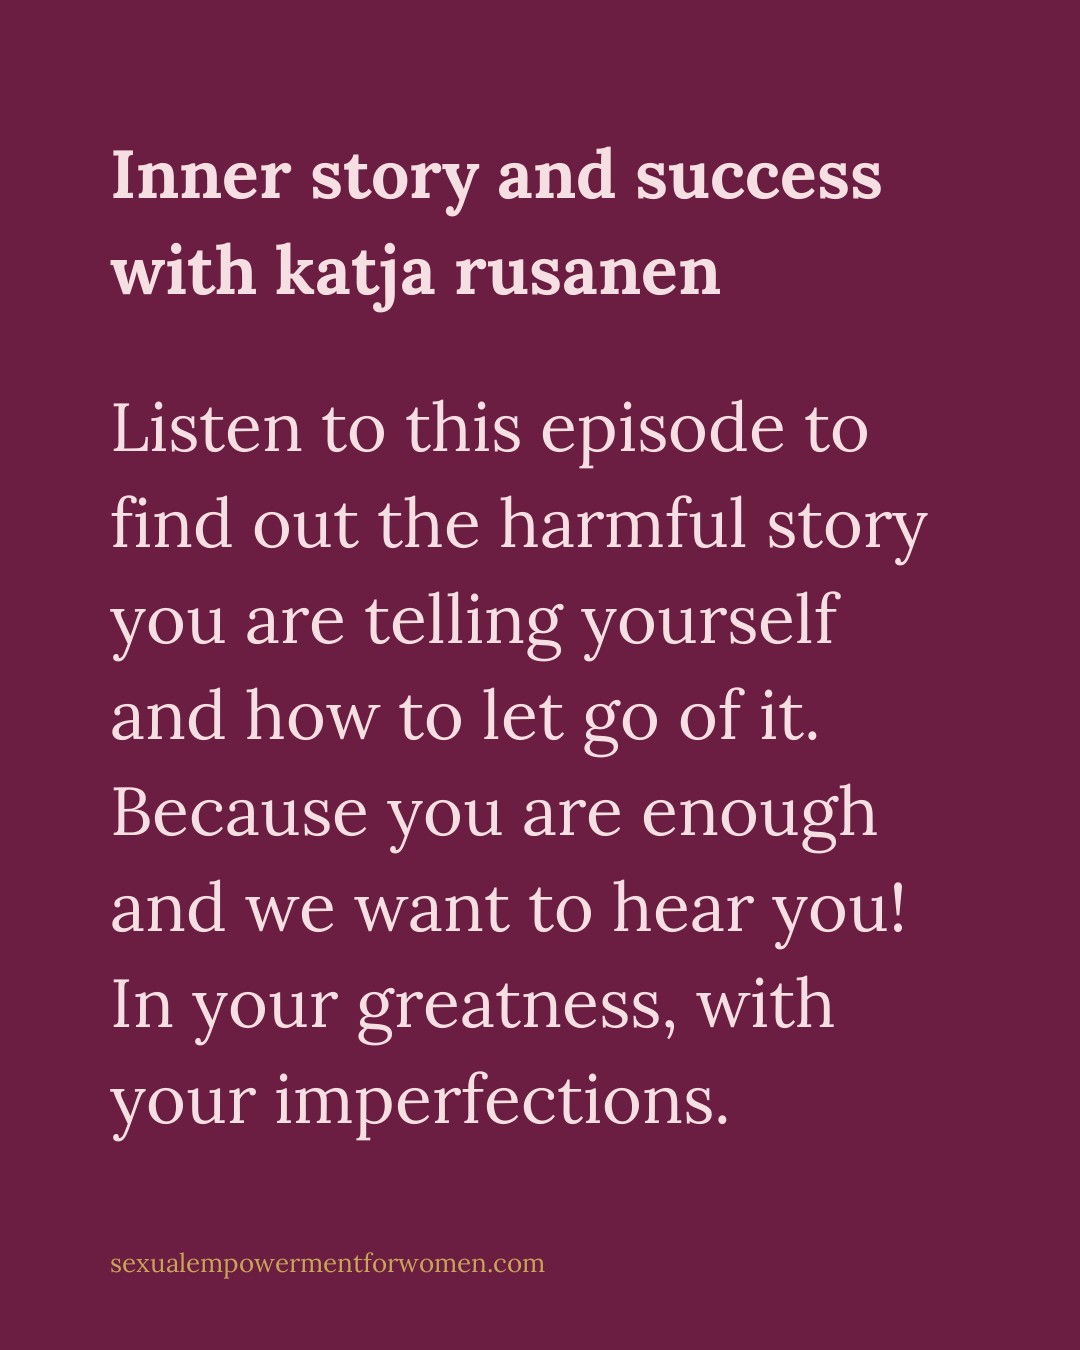 Inner story and success
with katja rusanen
Listen to this episode to
find out the harmful story
you are telling yourself
and how to let go of it.
Because you are enough
and we want to hear you!
In your greatness, with
your imperfections.
sexualempowermentforwomen.com